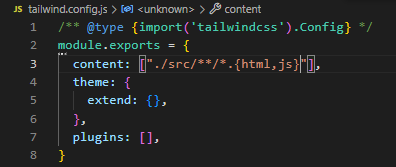 JS tailwind.config.js > <unknown> > content
1 /** @type {import('tailwindcss').Config} */
2 module.exports = {
3 content: ["./src/**/*.{html,js}"],
4 theme: {
5 extend: {},
6 },
7 plugins: [],
8 }